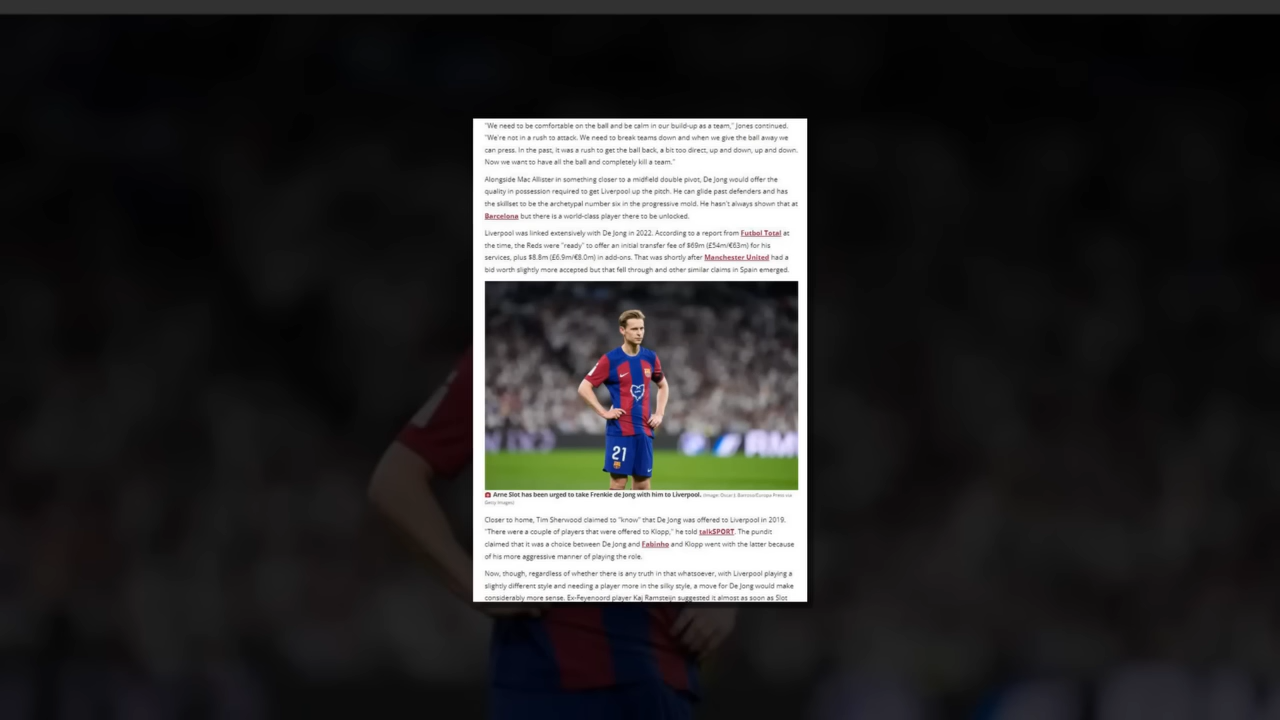 "We need to be comfortable on the ball and be calm in our build-up as a team," Jones continued.
"We're not in a rush to attack. We need to break teams down and when we give the ball away we
can press. In the past, it was a rush to get the ball back, a bit too direct, up and down, up and down.
Now we want to have all the ball and completely kill a team."
Alongside Mac Allister in something closer to a midfield double pivot, De Jong would offer the
quality in possession required to get Liverpool up the pitch. He can glide past defenders and has
the skillset to be the archetypal number six in the progressive mold. He hasn't always shown that at
Barcelona but there is a world-class player there to be unlocked.
Liverpool was linked extensively with De Jong in 2022. According to a report from Futbol Total at
the time, the Reds were "ready" to offer an initial transfer fee of $69m (£54m/€63m) for his
services, plus $8.8m (£6.9m/€8.0m) in add-ons. That was shortly after Manchester United had a
bid worth slightly more accepted but that fell through and other similar claims in Spain emerged.
21
Arne Slot has been urged to take Frenkie de Jong with him to Liverpool. (Image: Oscar J. Barroso/Europa Press via
Getty Images)
Closer to home, Tim Sherwood claimed to "know" that De Jong was offered to Liverpool in 2019.
"There were a couple of players that were offered to Klopp," he told talkSPORT. The pundit
claimed that it was a choice between De Jong and Fabinho and Klopp went with the latter because
of his more aggressive manner of playing the role.
Now, though, regardless of whether there is any truth in that whatsoever, with Liverpool playing a
slightly different style and needing a player more in the silky style, a move for De Jong would make
considerably more sense. Ex-Feyenoord player Kaj Ramsteijn suggested it almost as soon as Slot